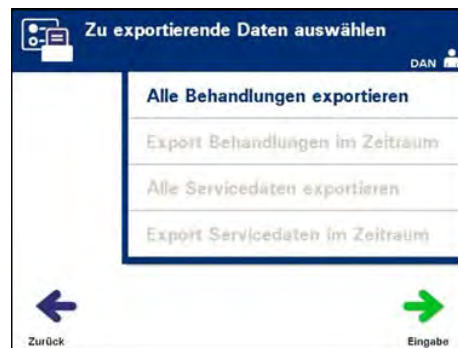 Zu exportierende Daten auswählen
DAN
Alle Behandlungen exportieren
Export Behandlungen im Zeitraum
Alle Servicedaten exportieren
Export Servicedaten im Zeitraum
Zurück
Eingabe